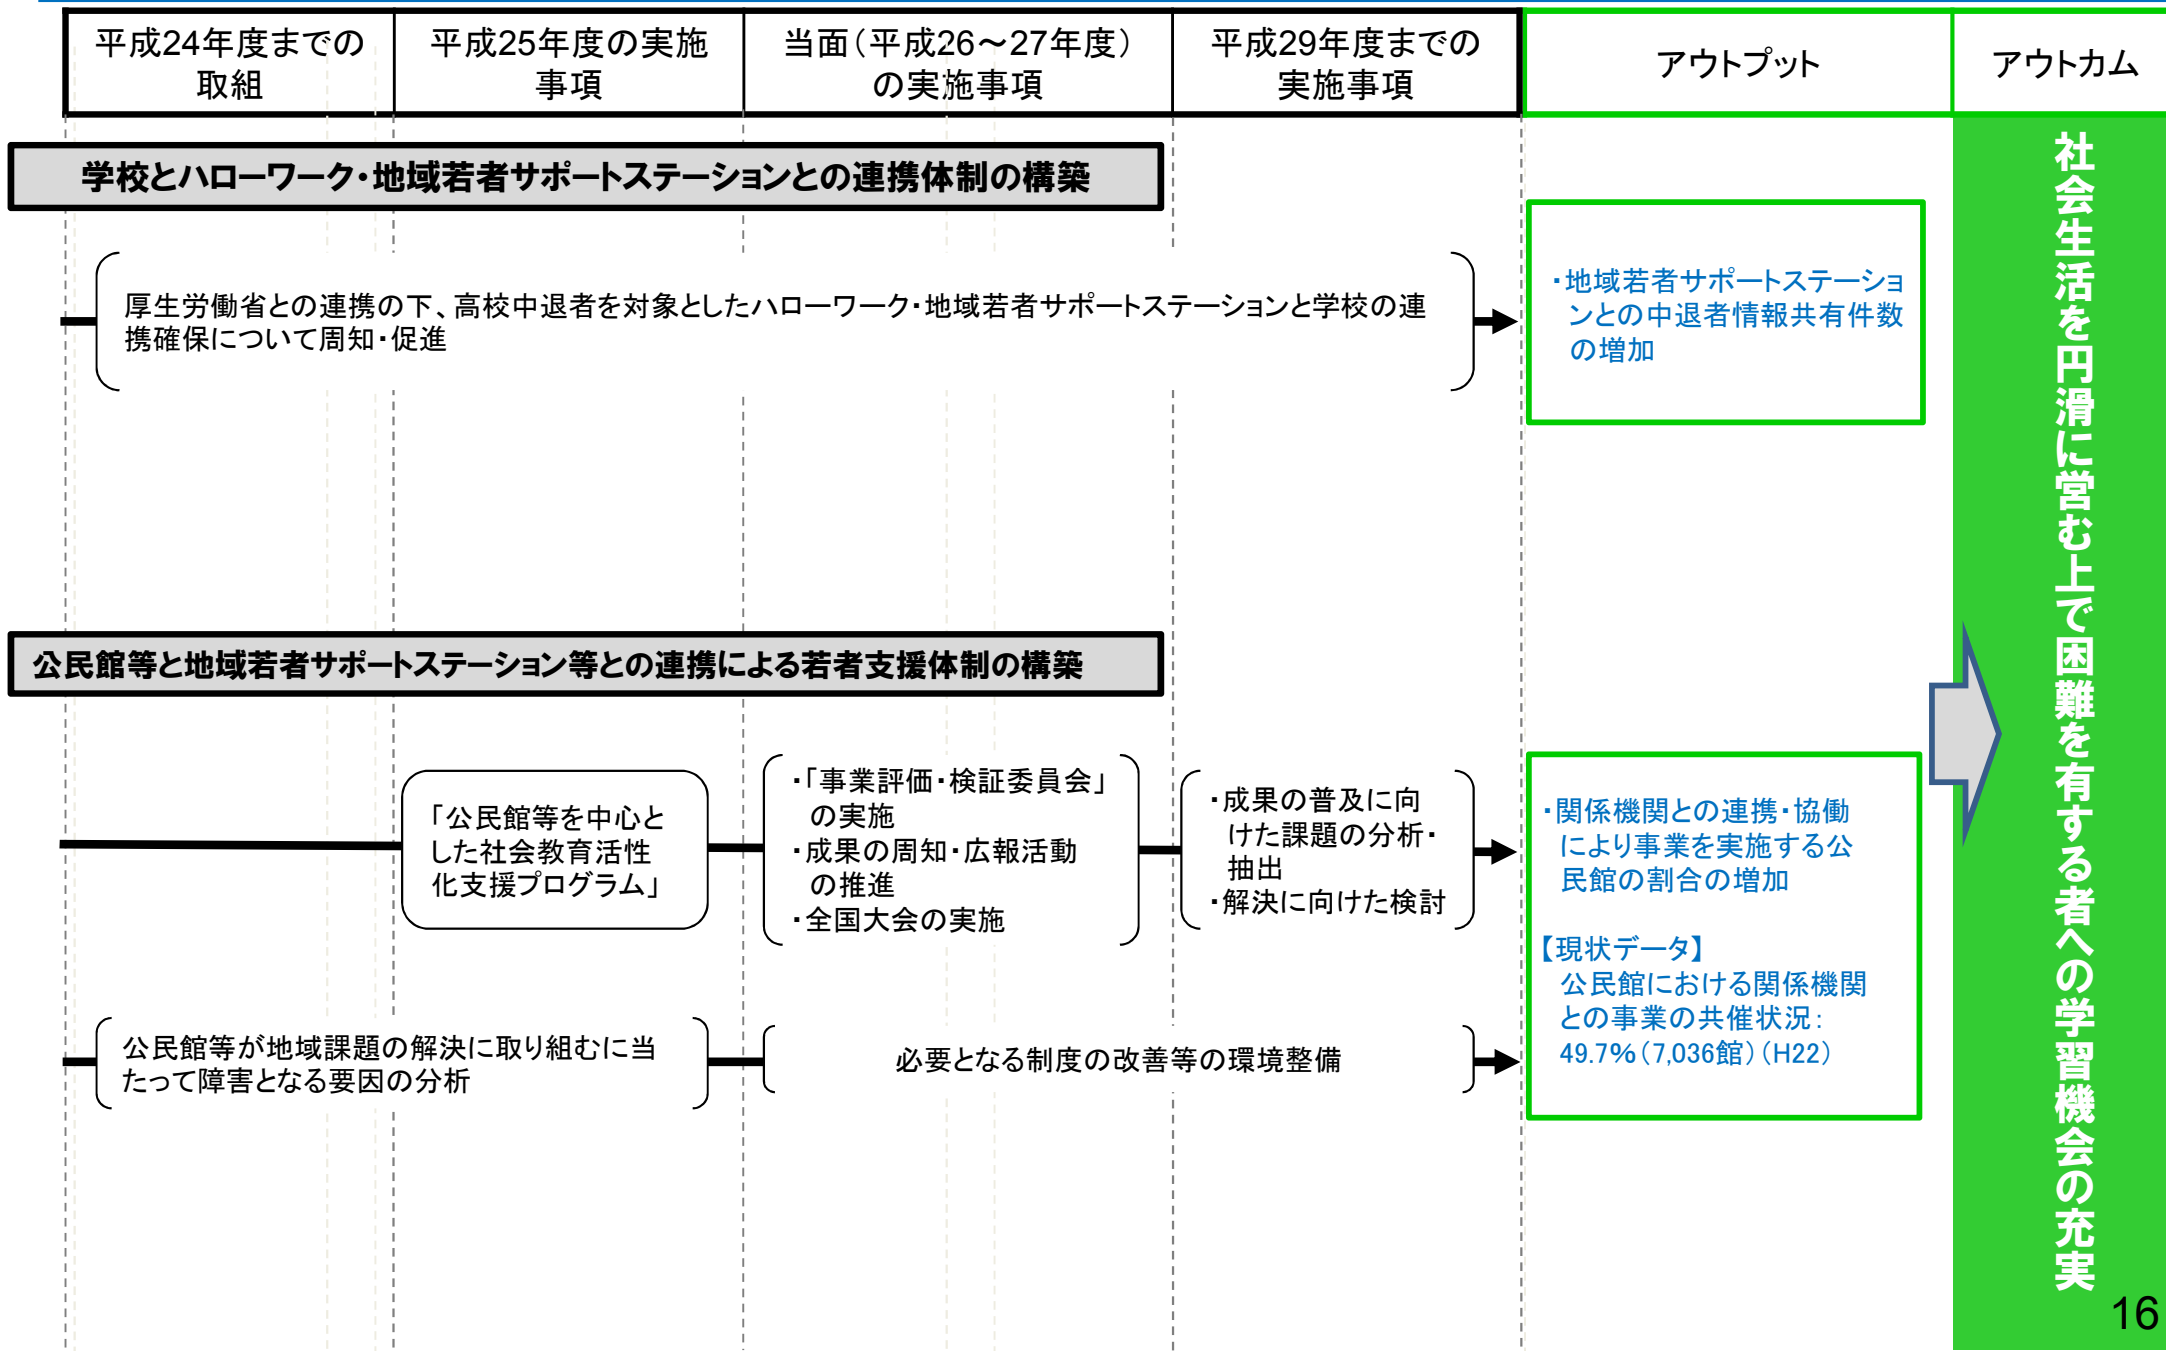 平成24年度までの
取組
平成25年度の実施
事項
当面（平成26～27年度）
の実施事項
平成29年度までの
実施事項
アウトプット
アウトカム
学校とハローワーク・地域若者サポートステーションとの連携体制の構築
厚生労働省との連携の下、高校中退者を対象としたハローワーク・地域若者サポートステーションと学校の連
携確保について周知・促進
・地域若者サポートステーショ
ンとの中退者情報共有件数
の増加
公民館等と地域若者サポートステーション等との連携による若者支援体制の構築
「公民館等を中心と
した社会教育活性
化支援プログラム」
・「事業評価・検証委員会」
の実施
・成果の周知・広報活動
の推進
・全国大会の実施
・成果の普及に向
けた課題の分析・
抽出
・解決に向けた検討
・関係機関との連携・協働
により事業を実施する公
民館の割合の増加
【現状データ】
公民館における関係機関
との事業の共催状況：
49.7％（7,036館）（H22）
公民館等が地域課題の解決に取り組むに当
たって障害となる要因の分析
必要となる制度の改善等の環境整備
社会生活を円滑に営む上で困難を有する者への学習機会の充実
16